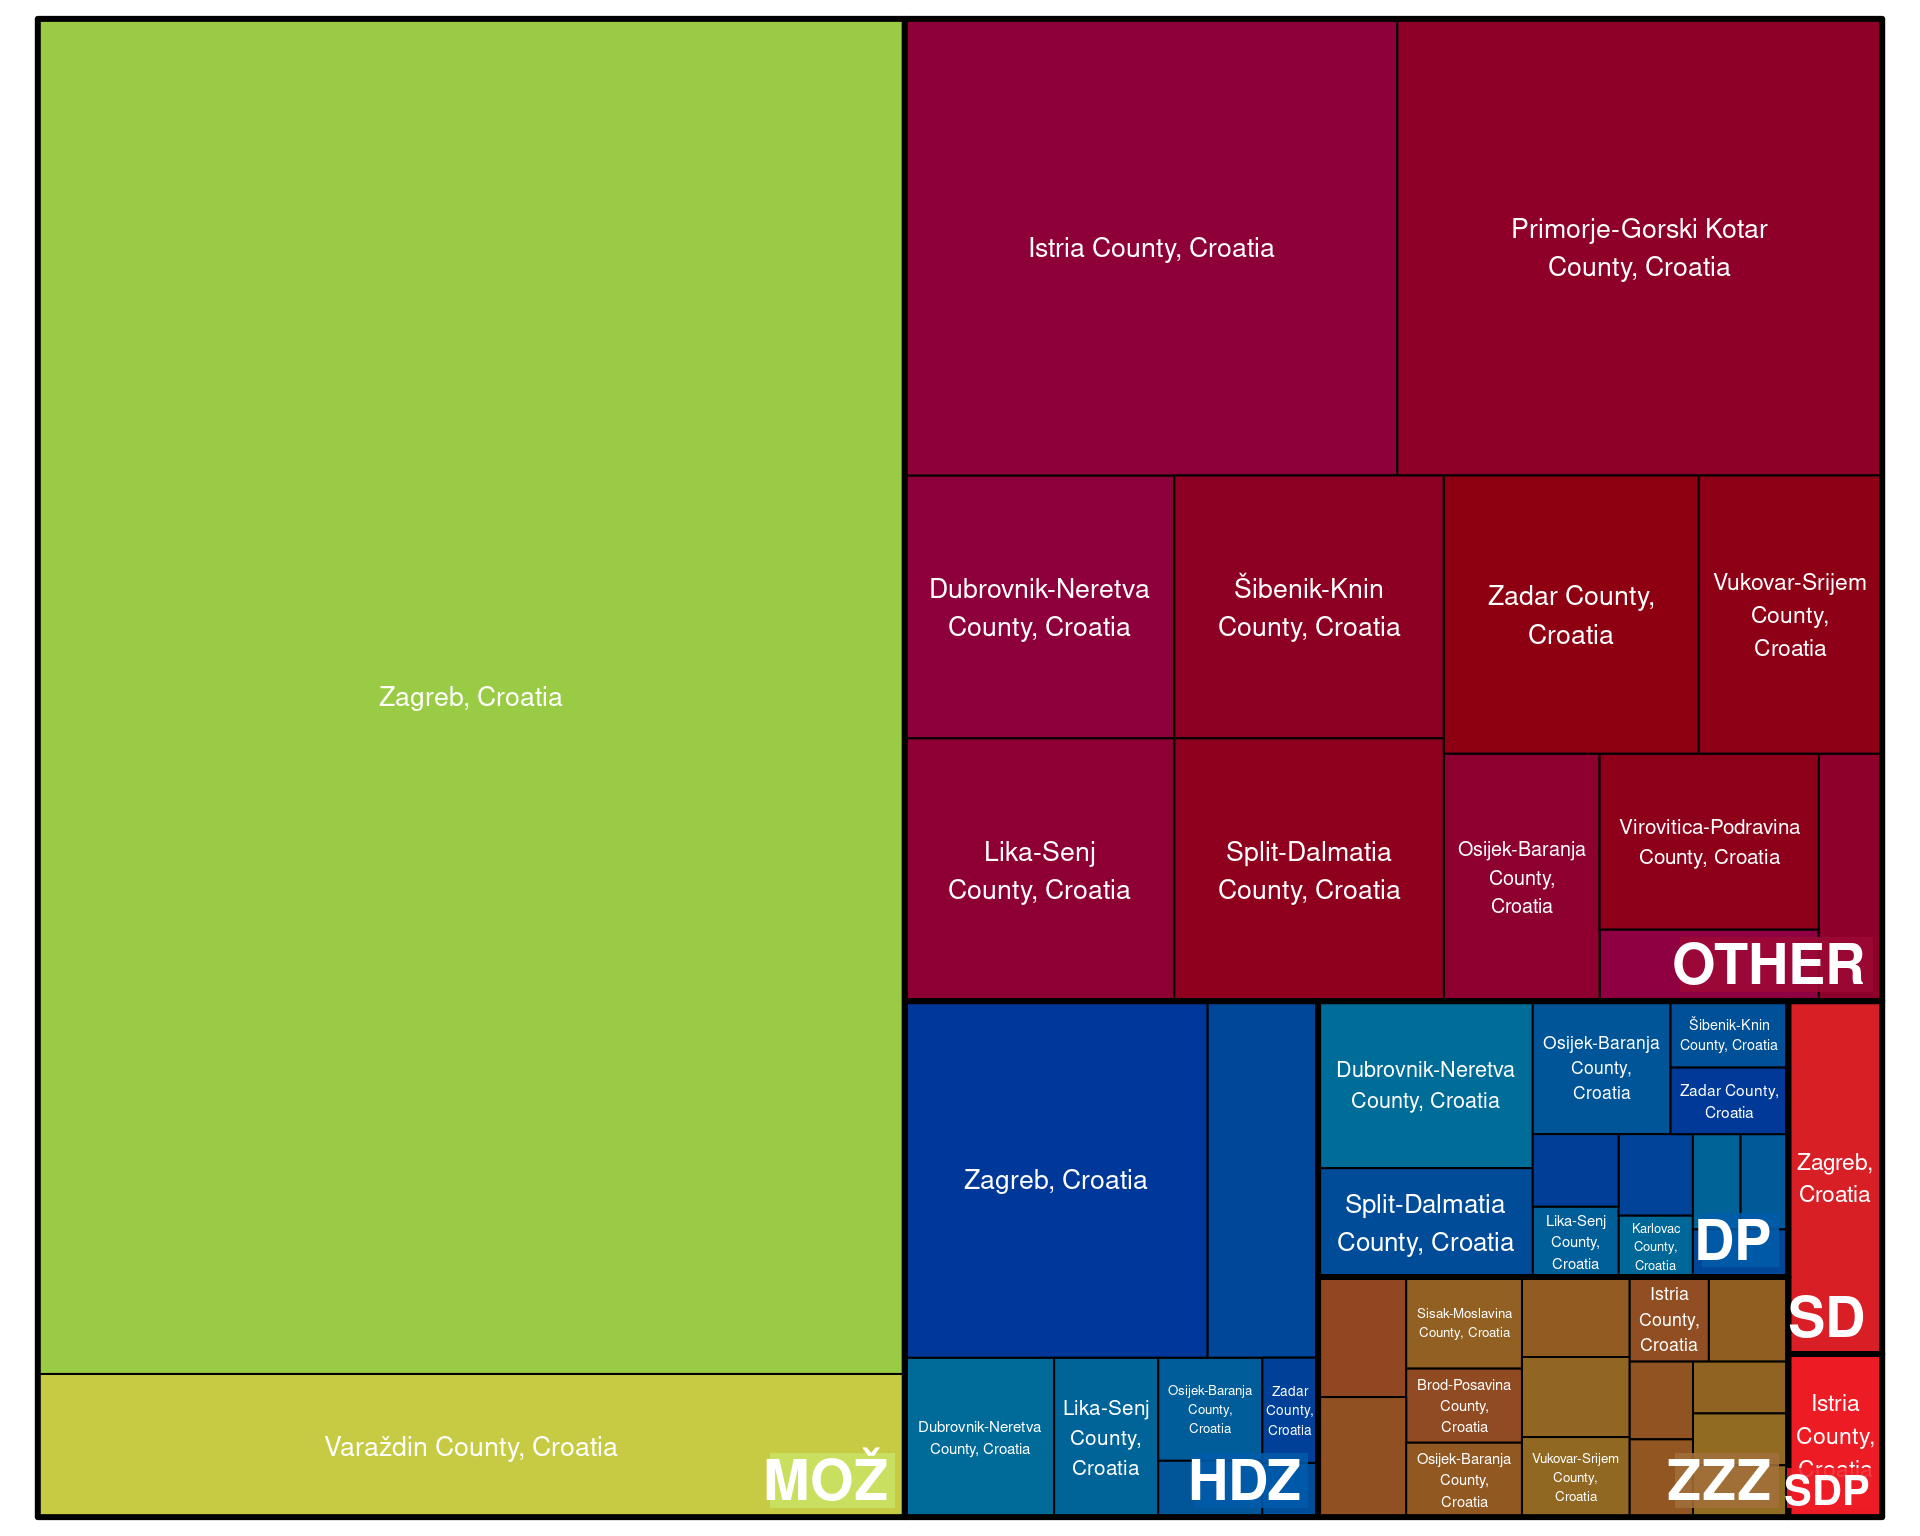 Zagreb, Croatia
Varaždin County, Croatia
MOŽ
Istria County, Croatia
Primorje-Gorski Kotar
County, Croatia
Dubrovnik-Neretva
County, Croatia
Šibenik-Knin
County, Croatia
Zadar County,
Croatia
Vukovar-Srijem
County,
Croatia
Lika-Senj
County, Croatia
Split-Dalmatia
County, Croatia
Osijek-Baranja
County,
Croatia
Virovitica-Podravina
County, Croatia
OTHER
Zagreb, Croatia
Dubrovnik-Neretva
County, Croatia
Lika-Senj
County,
Croatia
Osijek-Baranja
County,
Croatia
Zadar
County,
Croatia
HDZ
Dubrovnik-Neretva
County, Croatia
Split-Dalmatia
County, Croatia
Osijek-Baranja
County,
Croatia
Šibenik-Knin
County, Croatia
Zadar County,
Croatia
Lika-Senj
County,
Croatia
Karlovac
County,
Croatia
DP
Sisak-Moslavina
County, Croatia
Brod-Posavina
County,
Croatia
Osijek-Baranja
County,
Croatia
Vukovar-Srijem
County,
Croatia
Istria
County,
Croatia
ZZZ
Zagreb,
Croatia
SD
Istria
County,
Croatia
SDP